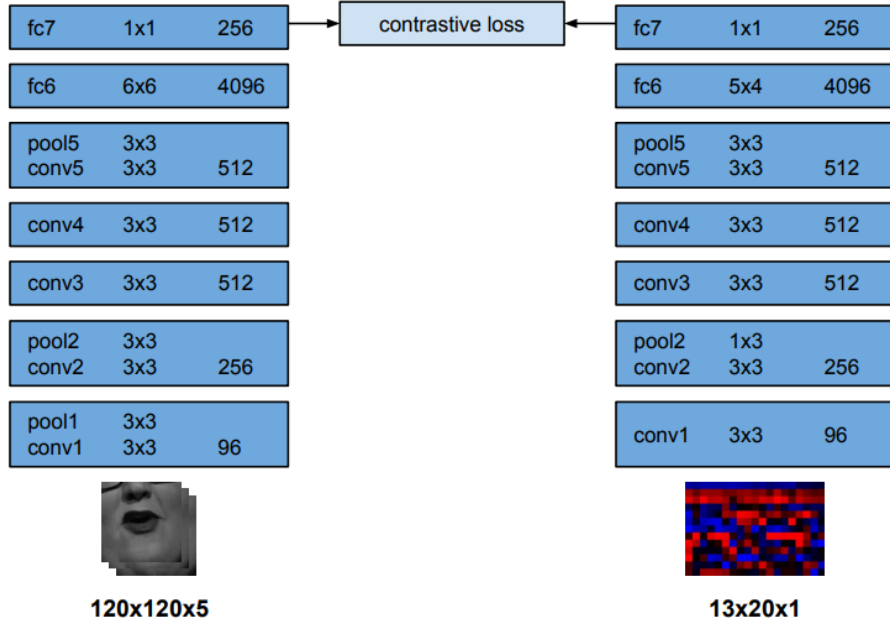 fc7 1x1 256
contrastive loss
fc7 1x1 256
fc6 6x6 4096
fc6 5x4 4096
pool5 3x3
conv5 3x3 512
pool5 3x3
conv5 3x3 512
conv4 3x3 512
conv4 3x3 512
conv3 3x3 512
conv3 3x3 512
pool2 3x3
conv2 3x3 256
pool2 1x3
conv2 3x3 256
pool1 3x3
conv1 3x3 96
conv1 3x3 96
120x120x5
13x20x1